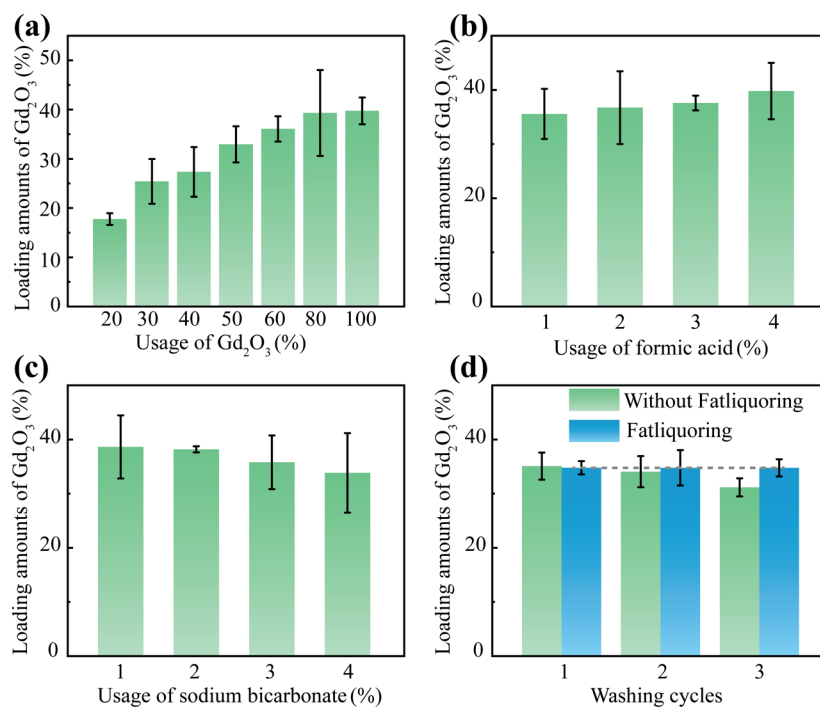 (a)
Loading amounts of Gd₂O₃ (%)
50
40
30
20
10
0
20 30 40 50 60 80 100
Usage of Gd₂O₃ (%)
(b)
Loading amounts of Gd₂O₃ (%)
40
20
0
1 2 3 4
Usage of formic acid (%)
(c)
Loading amounts of Gd₂O₃ (%)
40
20
0
1 2 3 4
Usage of sodium bicarbonate (%)
(d)
Loading amounts of Gd₂O₃ (%)
Without Fatliquoring
Fatliquoring
40
20
0
1 2 3
Washing cycles